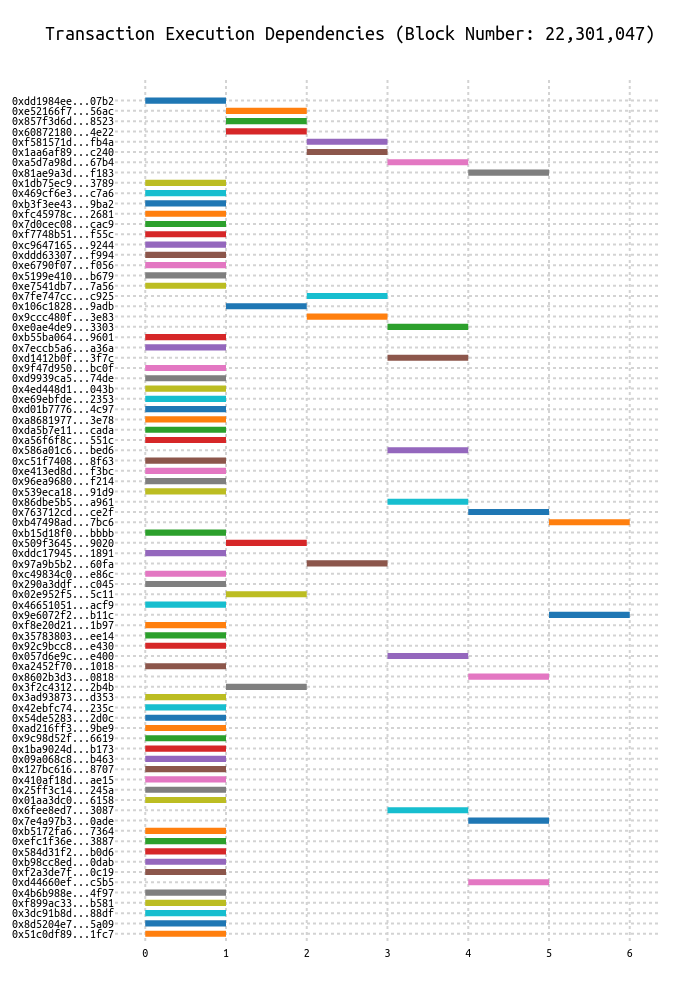 Transaction Execution Dependencies (Block Number: 22,301,047)
0xdd1984ee...07b2
0xe52166f7...56ac
0x857f3d6d...8523
0x60872180...4e22
0xf581571d...fb4a
0x1aa6af89...c240
0xa5d7a98d...67b4
0x81ae9a3d...f183
0x1db75ec9...3789
0x469cf6e3...c7a6
0xb3f3ee43...9ba2
0xfc45978c...2681
0x7d0cec08...cac9
0xf7748b51...f55c
0xc9647165...9244
0xddd63307...f994
0xe6790f07...f056
0x5199e410...b679
0xe7541db7...7a56
0x7fe747cc...c925
0x106c1828...9adb
0x9ccc480f...3e83
0xe0ae4de9...3303
0xb55ba064...9601
0x7eccb5a6...a36a
0xd1412b0f...3f7c
0x9f47d950...bc0f
0xd9939ca5...74de
0x4ed448d1...043b
0xe69ebfde...2353
0xd01b7776...4c97
0xa8681977...3e78
0xda5b7e11...cada
0xa56f6f8c...551c
0x586a01c6...bed6
0xc51f7408...8f63
0xe413ed8d...f3bc
0x96ea9680...f214
0x539eca18...91d9
0x86dbe5b5...a961
0x763712cd...ce2f
0xb47498ad...7bc6
0xb15d18f0...bbbb
0x509f3645...9020
0xddc17945...1891
0x97a9b5b2...60fa
0xc49834c0...e86c
0x290a3ddf...c045
0x02e952f5...5c11
0x46651051...acf9
0x9e6072f2...b11c
0xf8e20d21...1b97
0x35783803...ee14
0x92c9bcc8...e430
0x057d6e9c...e400
0xa2452f70...1018
0x8602b3d3...0818
0x3f2c4312...2b4b
0x3ad93873...d353
0x42ebfc74...235c
0x54de5283...2d0c
0xad216ff3...9be9
0x9c98d52f...6619
0x1ba9024d...b173
0x09a068c8...b463
0x127bc616...8707
0x410af18d...ae15
0x25ff3c14...245a
0x01aa3dc0...6158
0x6fee8ed7...3087
0x7e4a97b3...0ade
0xb5172fa6...7364
0xefc1f36e...3887
0x584d31f2...b0d6
0xb98cc8ed...0dab
0xf2a3de7f...0c19
0xd44660ef...c5b5
0x4b6b988e...4f97
0xf899ac33...b581
0x3dc91b8d...88df
0x8d5204e7...5a09
0x51c0df89...1fc7
0 1 2 3 4 5 6